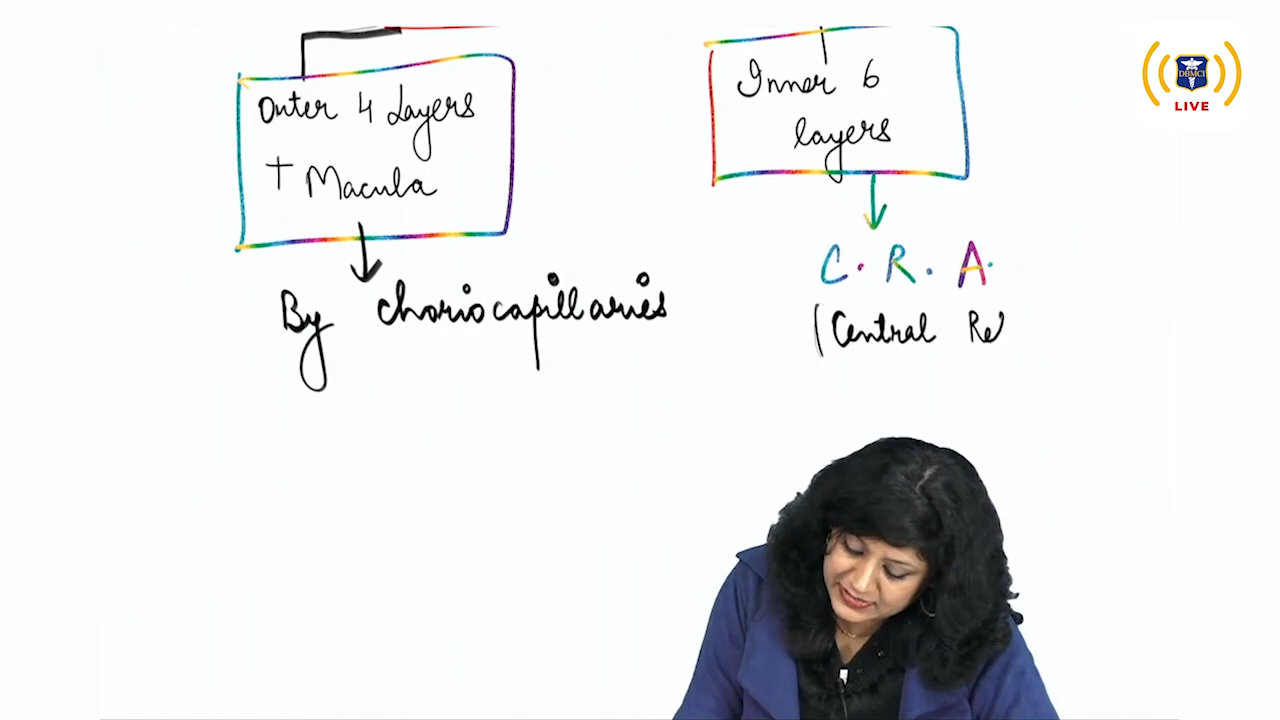 Outer 4 Layers
+ Macula
By choriocapillaries
Inner 6
layers
C. R. A.
(Central Re
DBMCI
LIVE